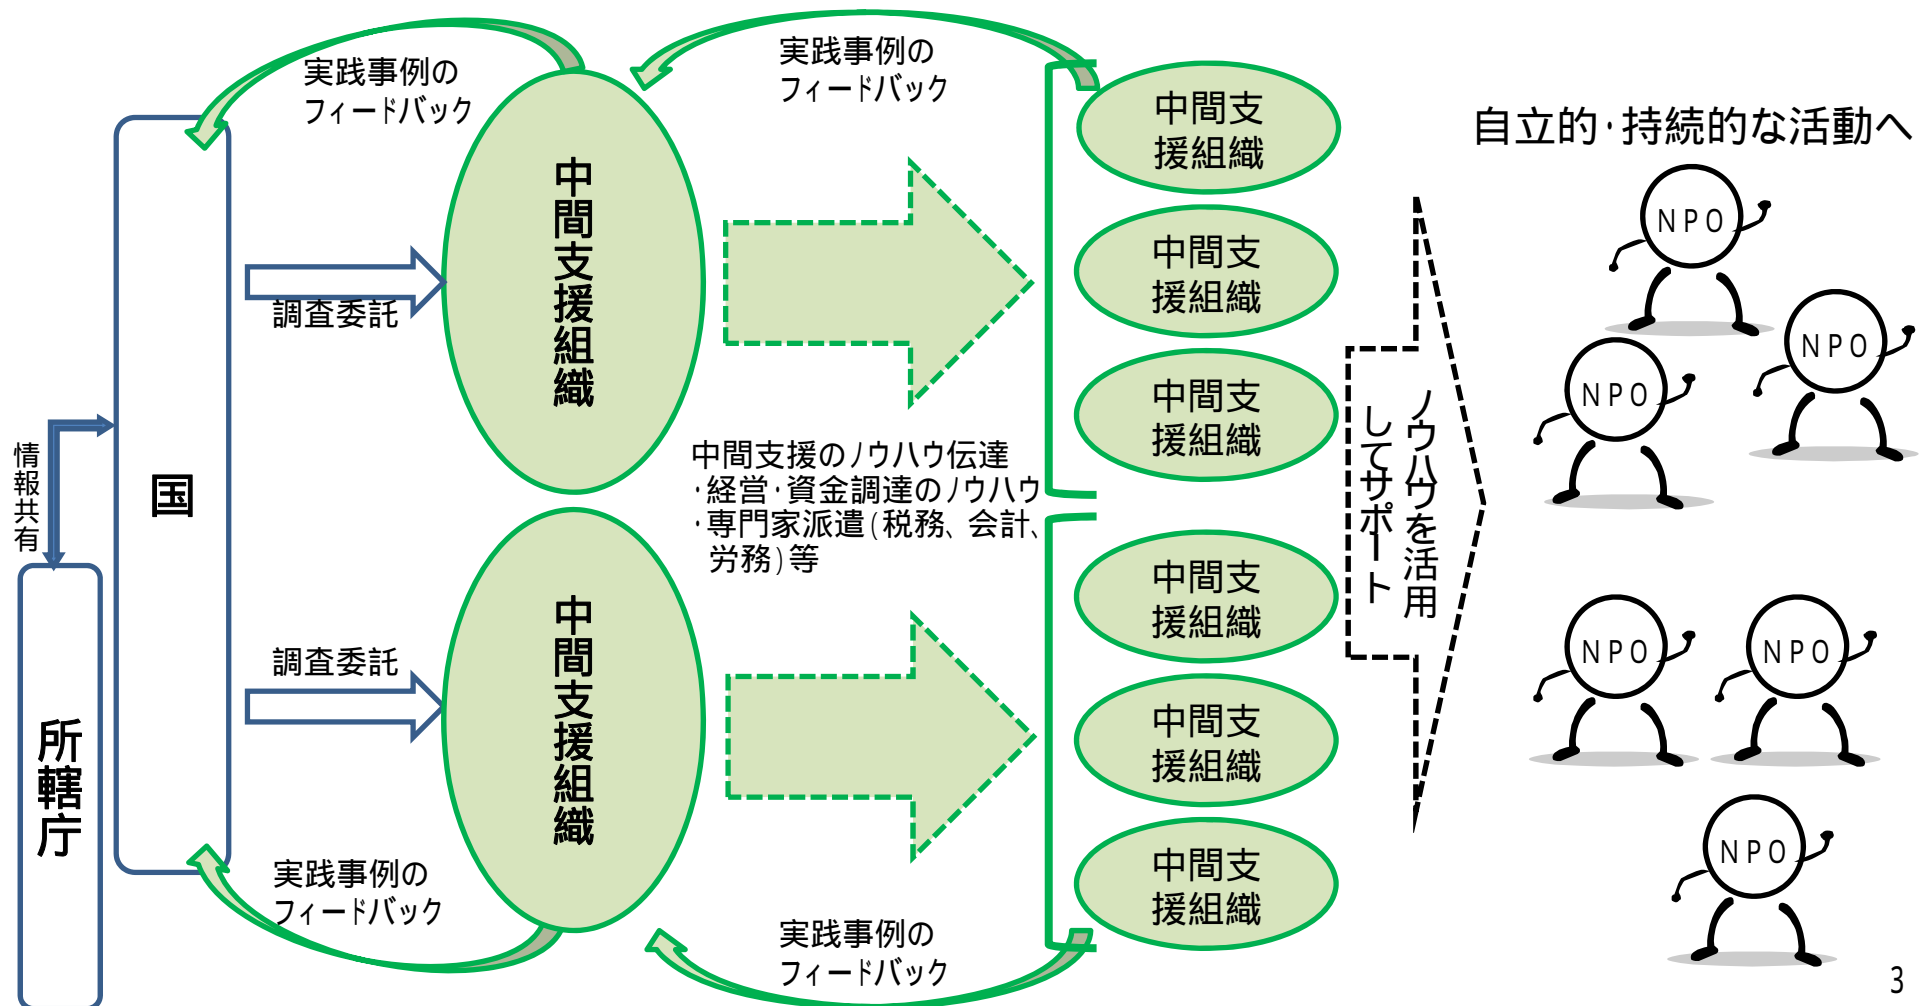 実践事例の
フィードバック
実践事例の
フィードバック
自立的・持続的な活動へ
国
所轄庁
情報共有
調査委託
調査委託
中間支援組織
中間支援組織
中間支援のノウハウ伝達
・経営・資金調達のノウハウ
・専門家派遣(税務、会計、
労務)等
中間支
援組織
中間支
援組織
中間支
援組織
中間支
援組織
中間支
援組織
中間支
援組織
ノウハウを活用
してサポート
NPO
NPO
NPO
NPO
NPO
NPO
実践事例の
フィードバック
実践事例の
フィードバック
3